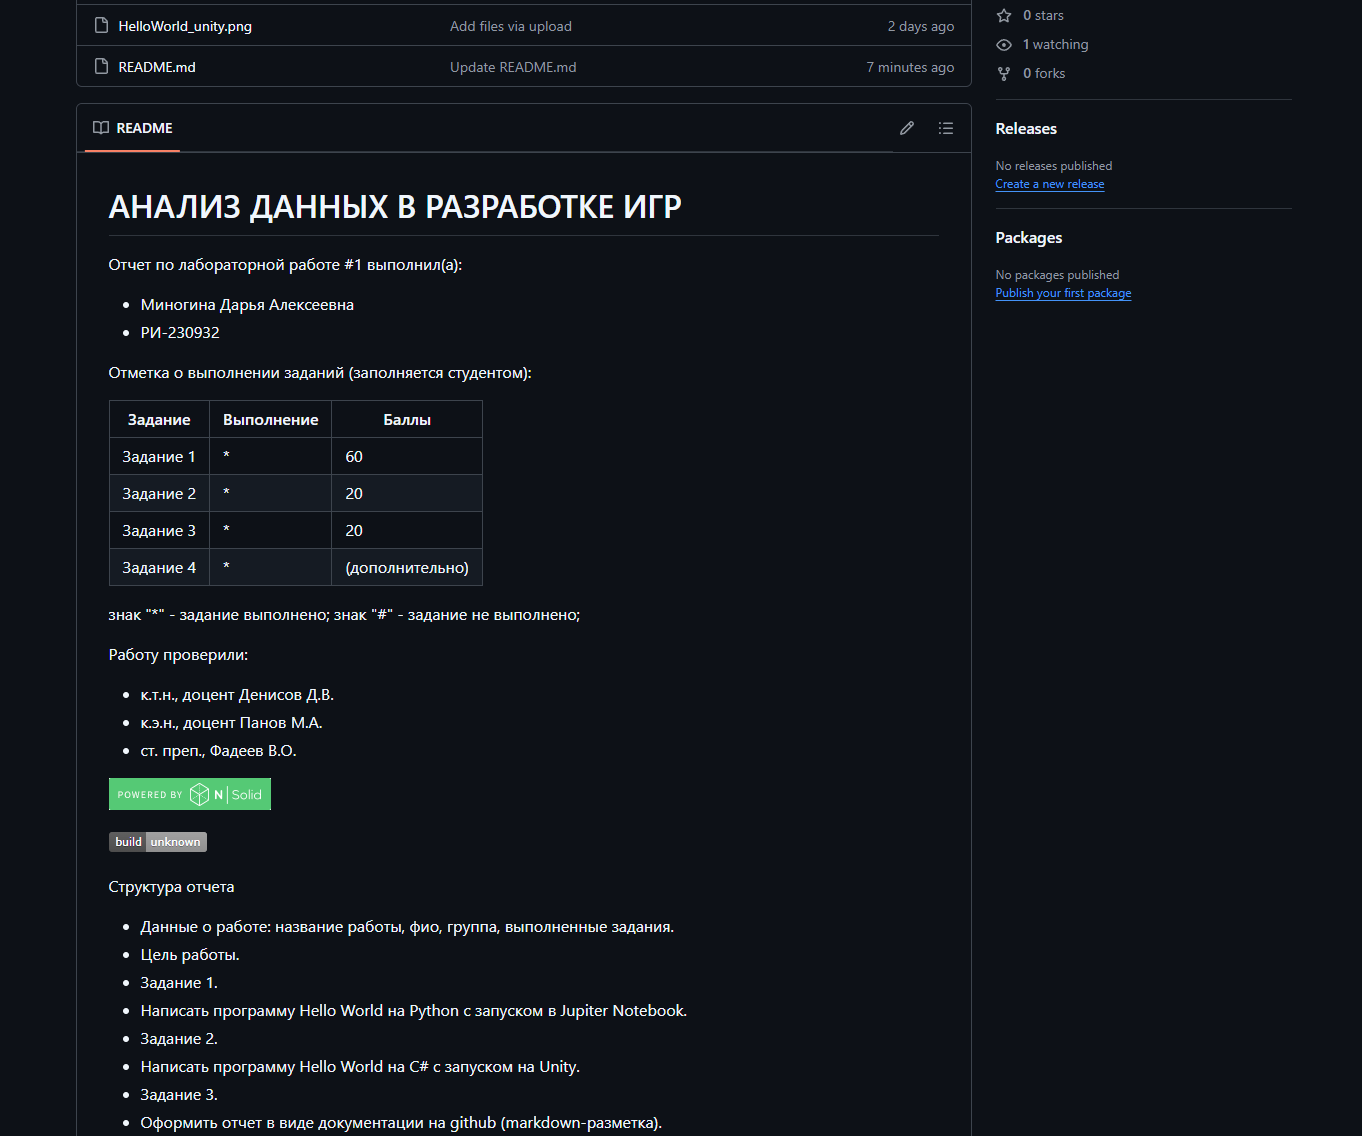 HelloWorld_unity.png Add files via upload 2 days ago
README.md Update README.md 7 minutes ago
0 stars
1 watching
0 forks
Releases
No releases published
Create a new release
Packages
No packages published
Publish your first package
README
АНАЛИЗ ДАННЫХ В РАЗРАБОТКЕ ИГР
Отчет по лабораторной работе #1 выполнил(а):
• Миногина Дарья Алексеевна
• РИ-230932
Отметка о выполнении заданий (заполняется студентом):
Задание Выполнение Баллы
Задание 1 * 60
Задание 2 * 20
Задание 3 * 20
Задание 4 * (дополнительно)
знак "*" - задание выполнено; знак "#" - задание не выполнено;
Работу проверили:
• к.т.н., доцент Денисов Д.В.
• к.э.н., доцент Панов М.А.
• ст. преп., Фадеев В.О.
POWERED BY N|Solid
build unknown
Структура отчета
• Данные о работе: название работы, фио, группа, выполненные задания.
• Цель работы.
• Задание 1.
• Написать программу Hello World на Python с запуском в Jupiter Notebook.
• Задание 2.
• Написать программу Hello World на C# с запуском на Unity.
• Задание 3.
• Оформить отчет в виде документации на github (markdown-разметка).